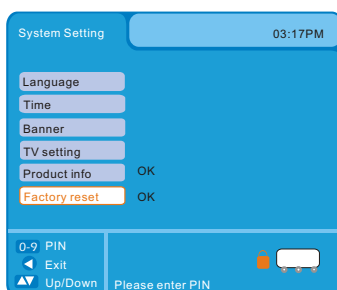 System Setting 03:17PM
Language
Time
Banner
TV setting
Product info OK
Factory reset OK
0-9 PIN
Exit
Up/Down Please enter PIN